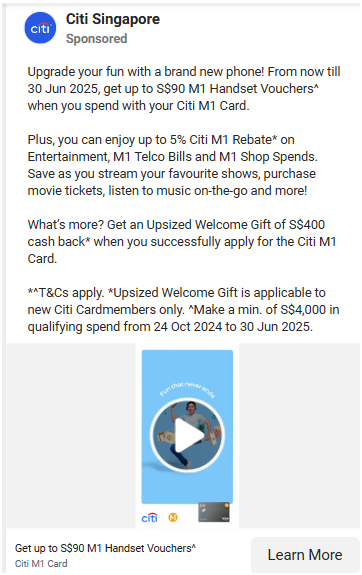 citi
Citi Singapore
Sponsored
Upgrade your fun with a brand new phone! From now till
30 Jun 2025, get up to S$90 M1 Handset Vouchers^
when you spend with your Citi M1 Card.
Plus, you can enjoy up to 5% Citi M1 Rebate* on
Entertainment, M1 Telco Bills and M1 Shop Spends.
Save as you stream your favourite shows, purchase
movie tickets, listen to music on-the-go and more!
What's more? Get an Upsized Welcome Gift of S$400
cash back* when you successfully apply for the Citi M1
Card.
*^T&Cs apply. *Upsized Welcome Gift is applicable to
new Citi Cardmembers only. ^Make a min. of S$4,000 in
qualifying spend from 24 Oct 2024 to 30 Jun 2025.
Fun that never ends
citi
Get up to S$90 M1 Handset Vouchers^
Citi M1 Card
Learn More